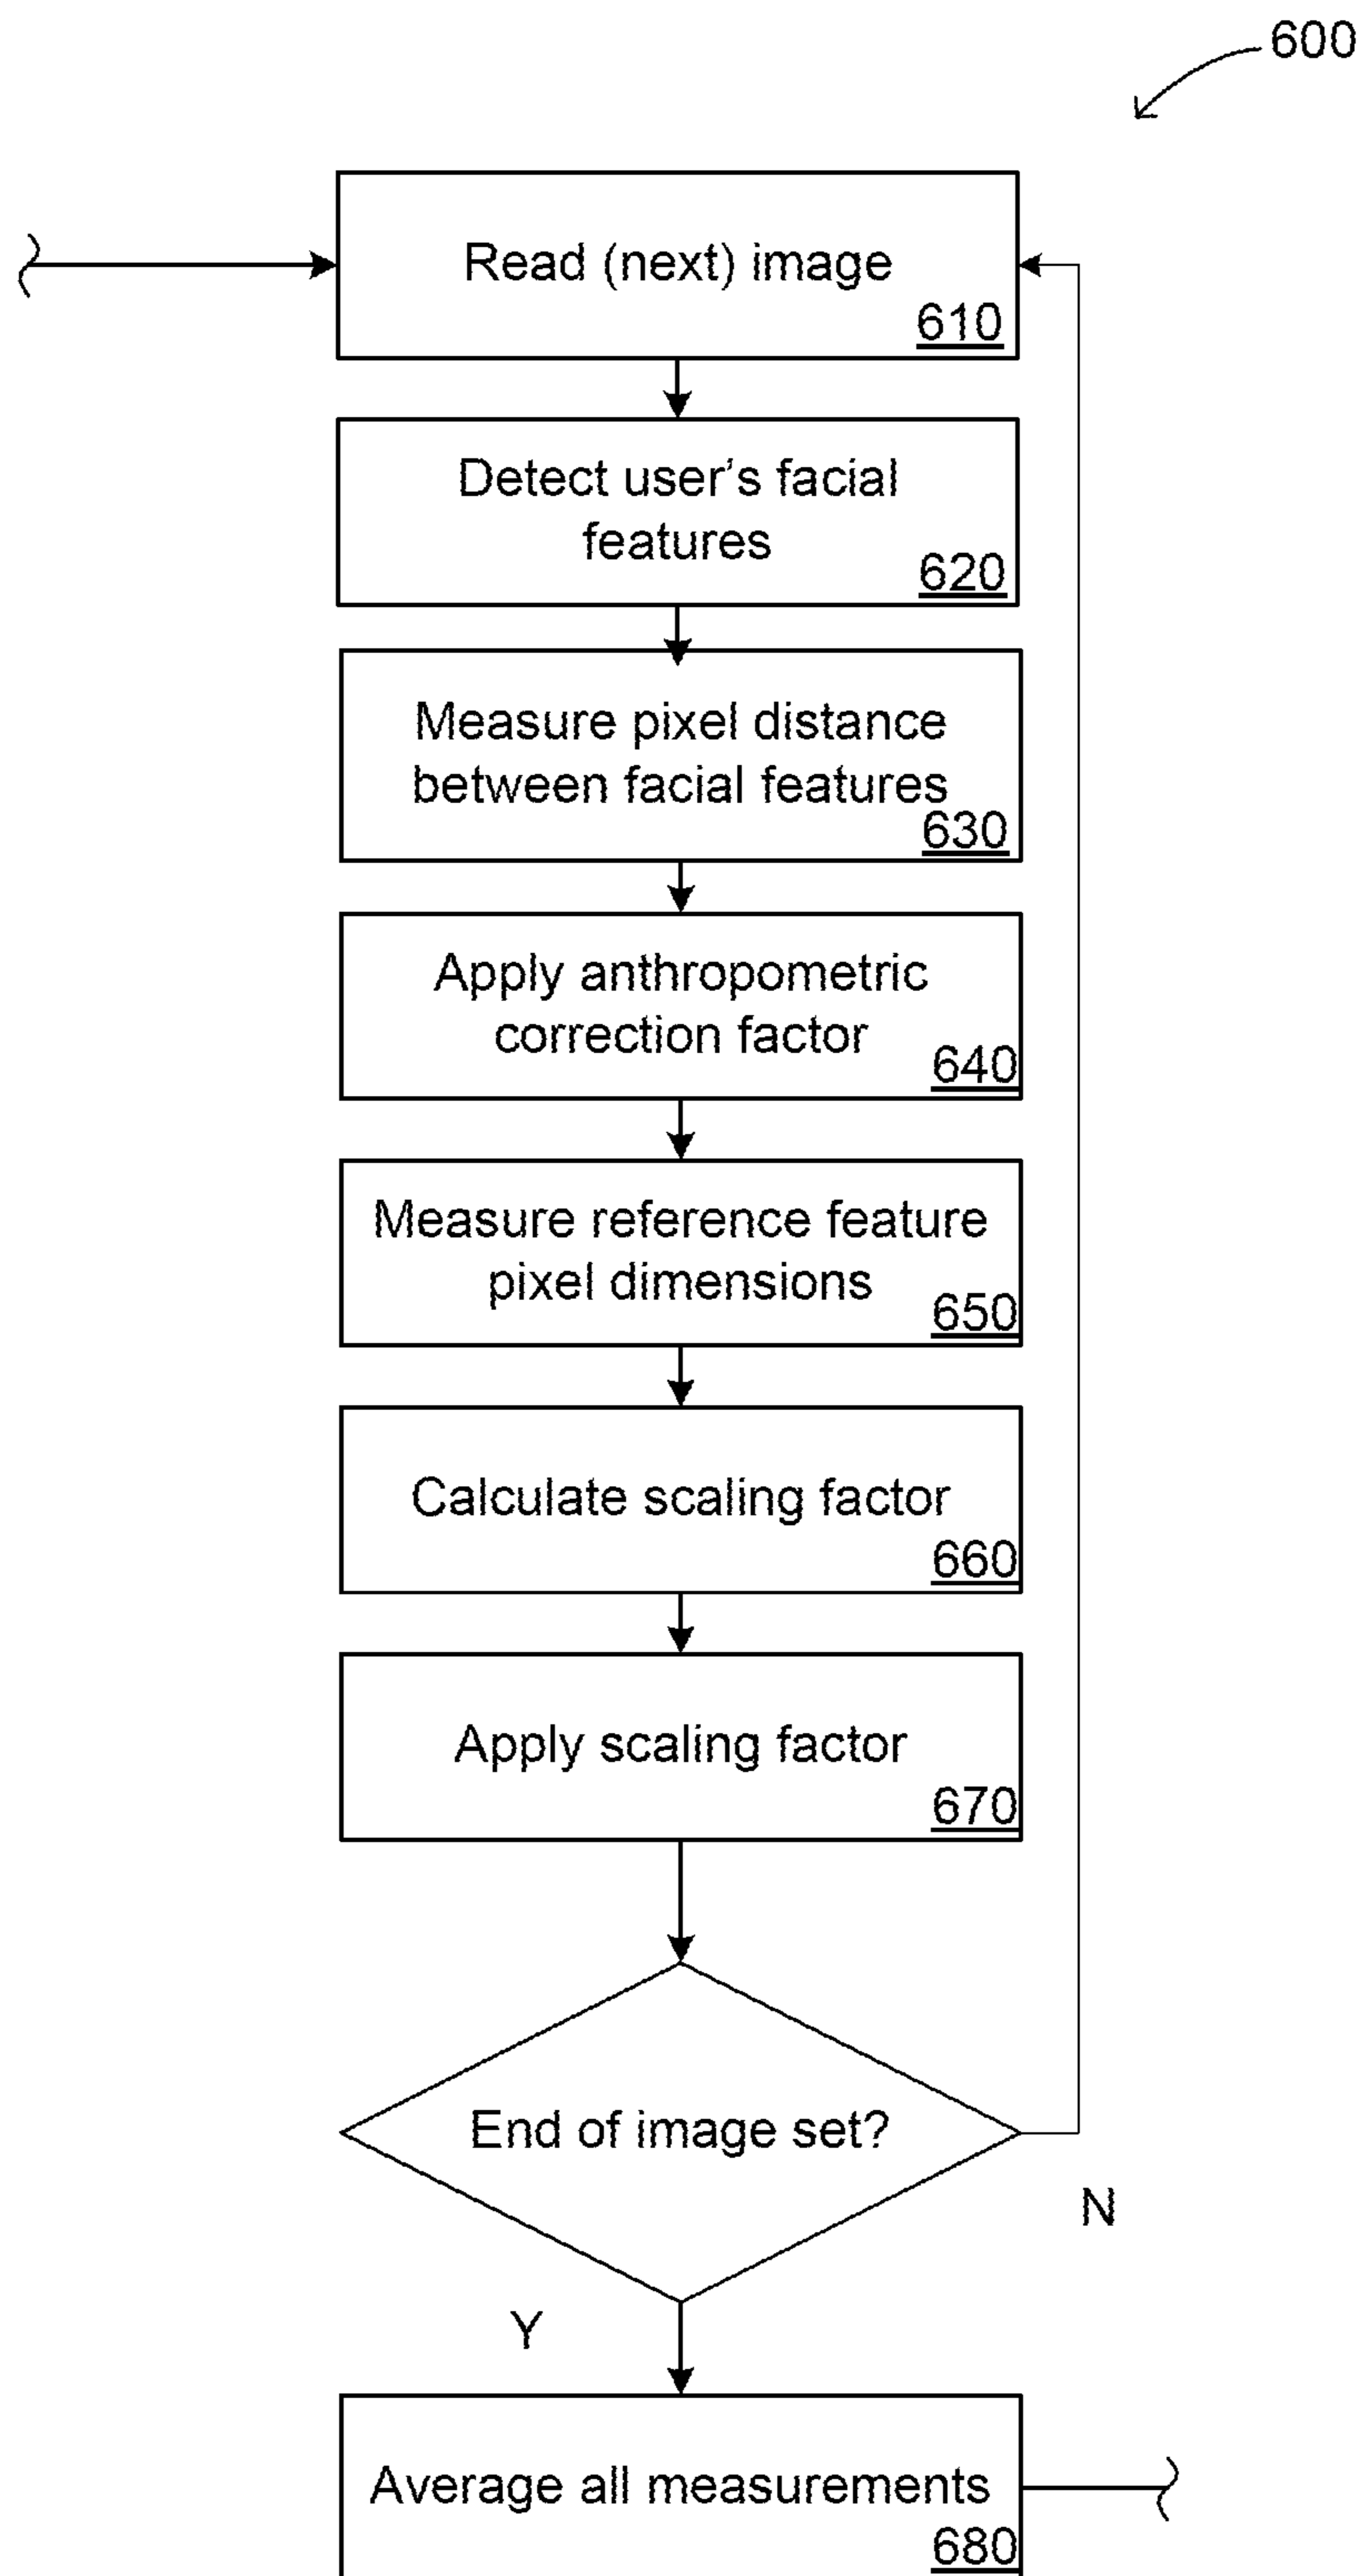 600
Read (next) image
610
Detect user's facial
features
620
Measure pixel distance
between facial features
630
Apply anthropometric
correction factor
640
Measure reference feature
pixel dimensions
650
Calculate scaling factor
660
Apply scaling factor
670
End of image set?
N
Y
Average all measurements
680